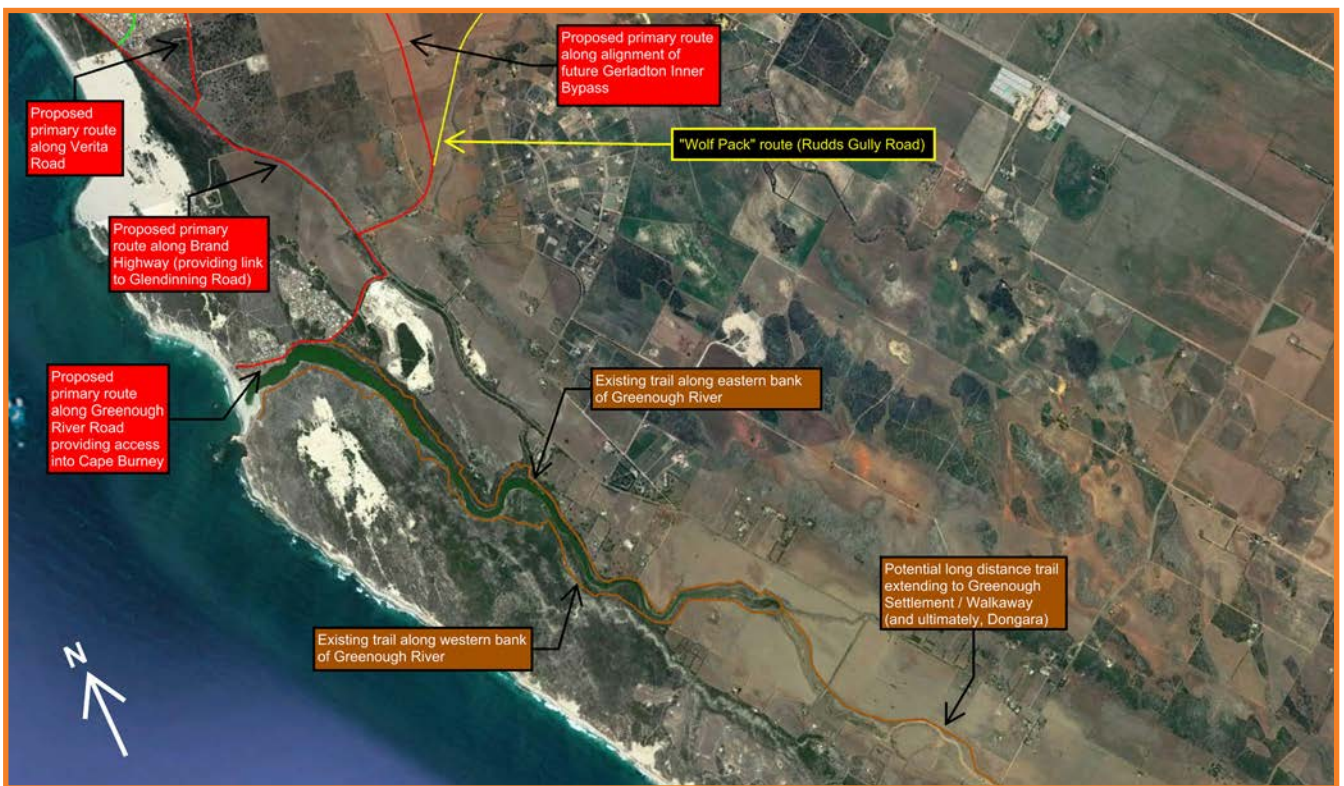 Proposed primary route
along alignment of
future Gerladton Inner
Bypass
Proposed
primary route
along Verita
Road
"Wolf Pack" route (Rudds Gully Road)
Proposed primary
route along Brand
Highway (providing link
to Glendinning Road)
Proposed
primary route
along Greenough
River Road
providing access
into Cape Burney
Existing trail along eastern bank
of Greenough River
Potential long distance trail
extending to Greenough
Settlement / Walkaway
(and ultimately, Dongara)
Existing trail along western bank
of Greenough River
N